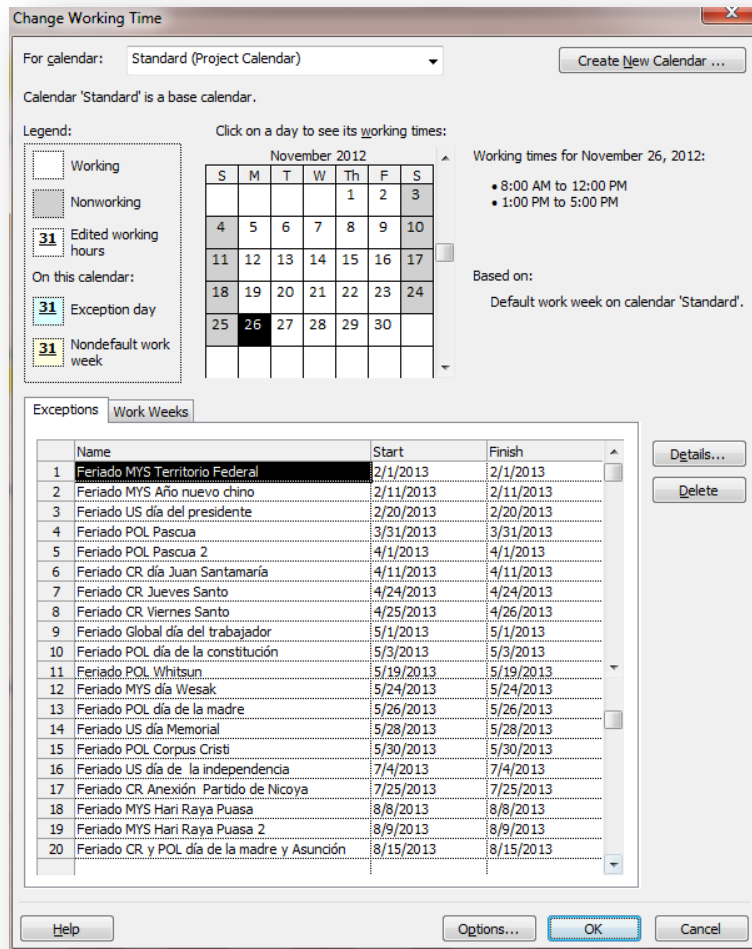 Change Working Time
X
For calendar: Standard (Project Calendar)
Create New Calendar ...
Calendar 'Standard' is a base calendar.
Legend:
Working
Nonworking
31 Edited working hours
On this calendar:
31 Exception day
31 Nondefault work week
Click on a day to see its working times:
November 2012
S M T W Th F S
1 2 3
4 5 6 7 8 9 10
11 12 13 14 15 16 17
18 19 20 21 22 23 24
25 26 27 28 29 30
Working times for November 26, 2012:
• 8:00 AM to 12:00 PM
• 1:00 PM to 5:00 PM
Based on:
Default work week on calendar 'Standard'.
Exceptions Work Weeks
Name Start Finish
1 Feriado MYS Territorio Federal 2/1/2013 2/1/2013
2 Feriado MYS Año nuevo chino 2/11/2013 2/11/2013
3 Feriado US día del presidente 2/20/2013 2/20/2013
4 Feriado POL Pascua 3/31/2013 3/31/2013
5 Feriado POL Pascua 2 4/1/2013 4/1/2013
6 Feriado CR día Juan Santamaría 4/11/2013 4/11/2013
7 Feriado CR Jueves Santo 4/24/2013 4/24/2013
8 Feriado CR Viernes Santo 4/25/2013 4/26/2013
9 Feriado Global día del trabajador 5/1/2013 5/1/2013
10 Feriado POL día de la constitución 5/3/2013 5/3/2013
11 Feriado POL Whitsun 5/19/2013 5/19/2013
12 Feriado MYS día Wesak 5/24/2013 5/24/2013
13 Feriado POL día de la madre 5/26/2013 5/26/2013
14 Feriado US día Memorial 5/28/2013 5/28/2013
15 Feriado POL Corpus Cristi 5/30/2013 5/30/2013
16 Feriado US día de la independencia 7/4/2013 7/4/2013
17 Feriado CR Anexión Partido de Nicoya 7/25/2013 7/25/2013
18 Feriado MYS Hari Raya Puasa 8/8/2013 8/8/2013
19 Feriado MYS Hari Raya Puasa 2 8/9/2013 8/9/2013
20 Feriado CR y POL día de la madre y Asunción 8/15/2013 8/15/2013
Details...
Delete
Help
Options...
OK
Cancel